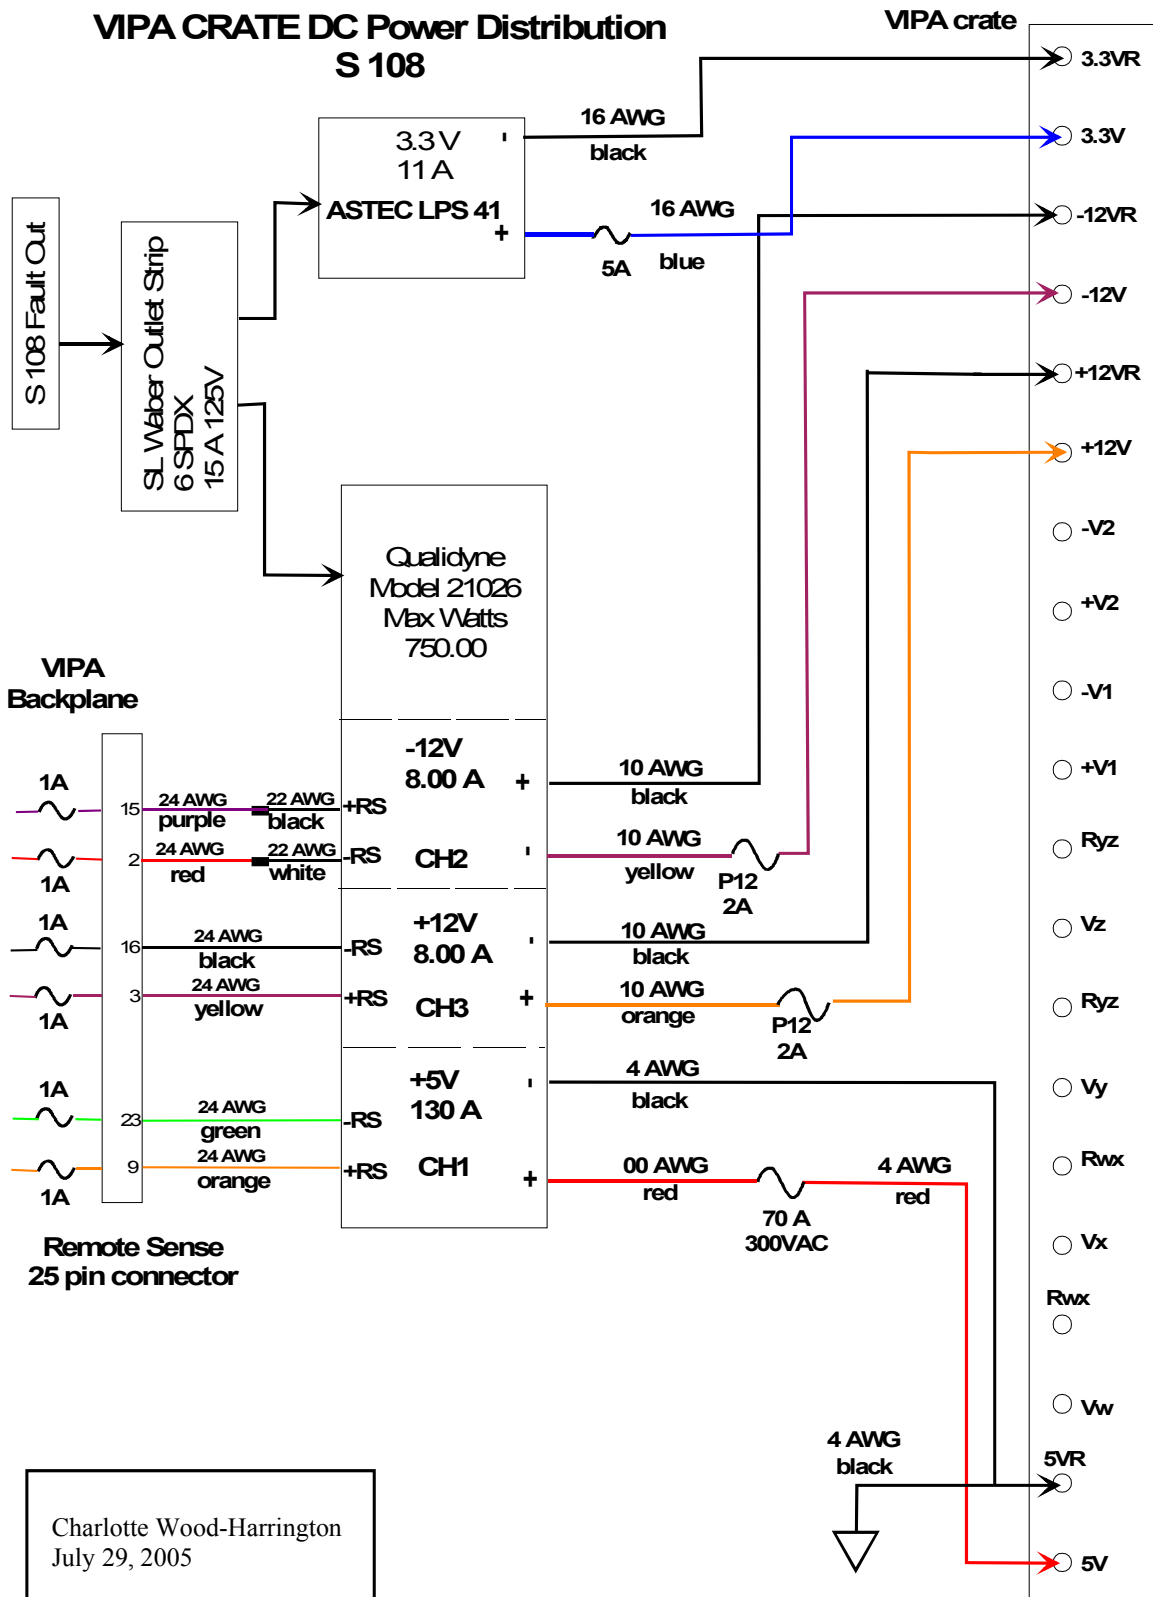 VIPA CRATE DC Power Distribution
S 108
VIPA crate
3.3VR
3.3V
-12VR
-12V
+12VR
+12V
-V2
+V2
-V1
+V1
Ryz
Vz
Ryz
Vy
Rwx
Vx
Rwx
Vw
5VR
5V
S 108 Fault Out
SL Waber Outlet Strip
6 SPDX
15 A 125V
3.3 V
11 A
ASTEC LPS 41
-
+
16 AWG
black
16 AWG
blue
5A
Qualidyne
Model 21026
Max Watts
750.00
-12V
8.00 A
+
+RS
-RS
CH2
-
+12V
8.00 A
-
-RS
+RS
CH3
+
+5V
130 A
-
-RS
+RS
CH1
+
10 AWG
black
10 AWG
yellow
P12
2A
10 AWG
black
10 AWG
orange
P12
2A
4 AWG
black
00 AWG
red
70 A
300VAC
4 AWG
red
4 AWG
black
VIPA
Backplane
1A
15
24 AWG
purple
22 AWG
black
1A
2
24 AWG
red
22 AWG
white
1A
16
24 AWG
black
1A
3
24 AWG
yellow
1A
23
24 AWG
green
1A
9
24 AWG
orange
Remote Sense
25 pin connector
Charlotte Wood-Harrington
July 29, 2005